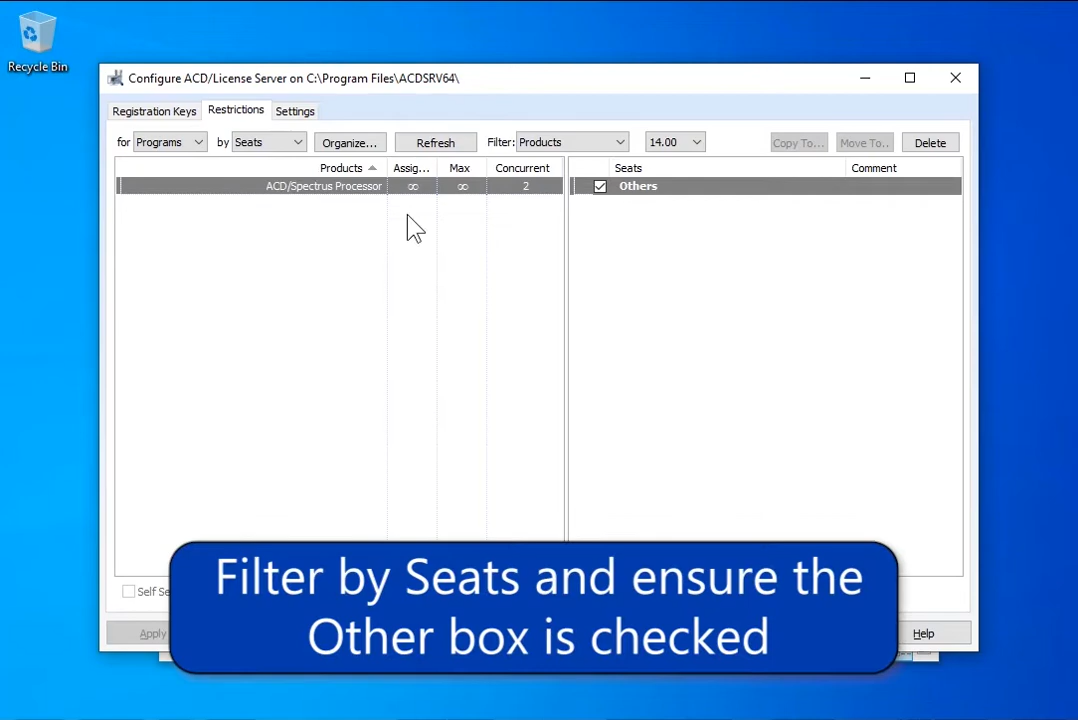 Recycle Bin
Configure ACD/License Server on C:\Program Files\ACDSRV64\
Registration Keys Restrictions Settings
for Programs by Seats Organize... Refresh Filter: Products 14.00 Copy To... Move To.. Delete
Products Assig... Max Concurrent Seats Comment
ACD/Spectrus Processor ∞ ∞ 2 Others
Self Se
Apply Help
Filter by Seats and ensure the
Other box is checked